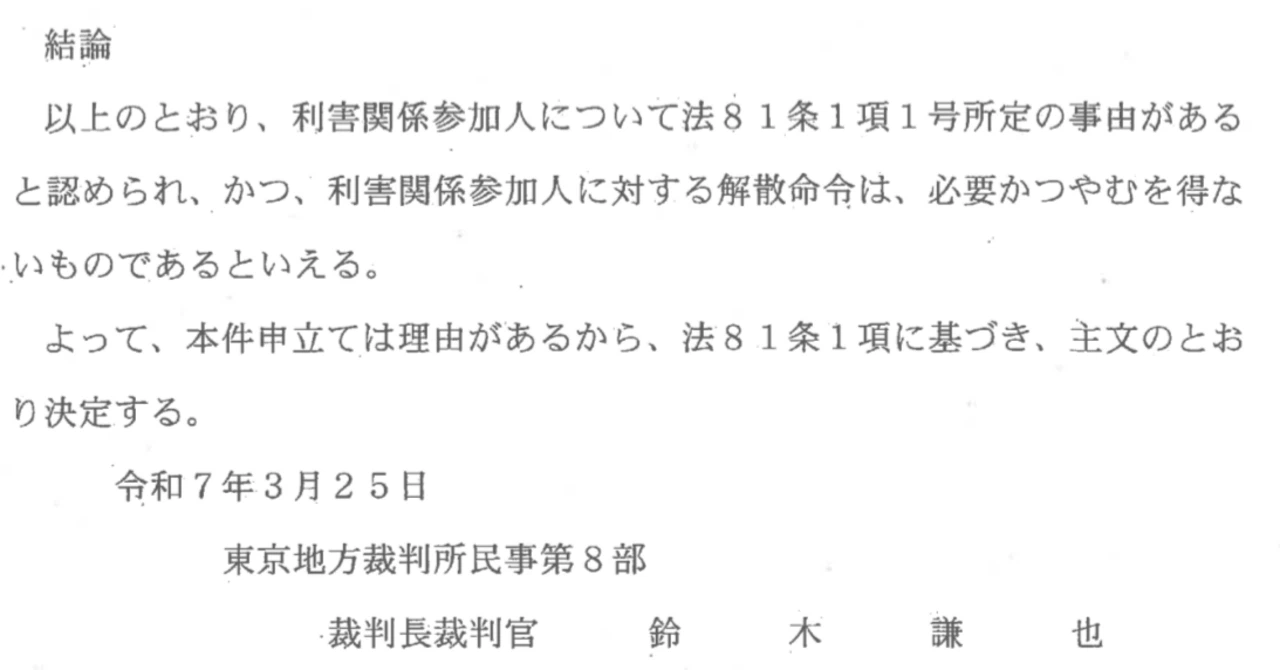 結論
以上のとおり、利害関係参加人について法８１条１項１号所定の事由がある
と認められ、かつ、利害関係参加人に対する解散命令は、必要かつやむを得な
いものであるといえる。
よって、本件申立ては理由があるから、法８１条１項に基づき、主文のとお
り決定する。
令和７年３月２５日
東京地方裁判所民事第８部
裁判長裁判官　鈴　木　謙　也